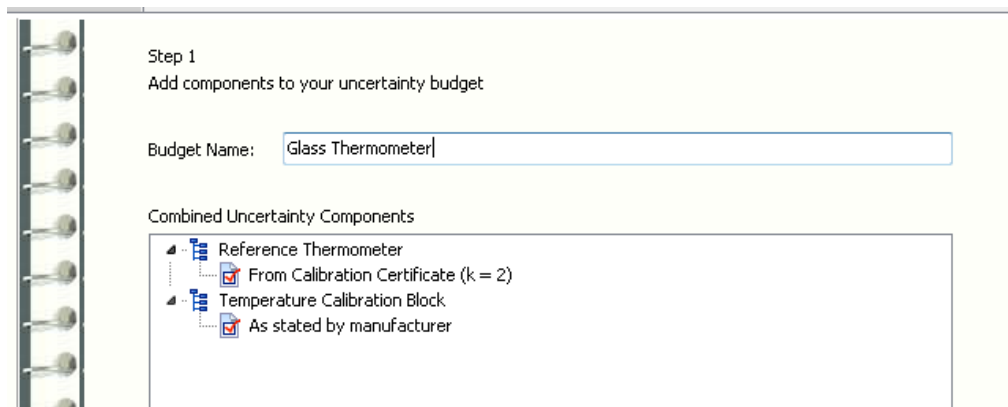 Step 1
Add components to your uncertainty budget
Budget Name: Glass Thermometer
Combined Uncertainty Components
Reference Thermometer
From Calibration Certificate (k = 2)
Temperature Calibration Block
As stated by manufacturer